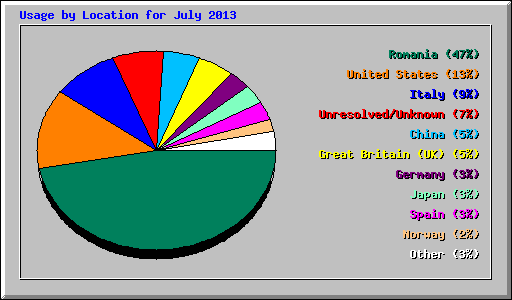 Usage by Location for July 2013
Romania (47%)
United States (13%)
Italy (9%)
Unresolved/Unknown (7%)
China (5%)
Great Britain (UK) (5%)
Germany (3%)
Japan (3%)
Spain (3%)
Norway (2%)
Other (3%)